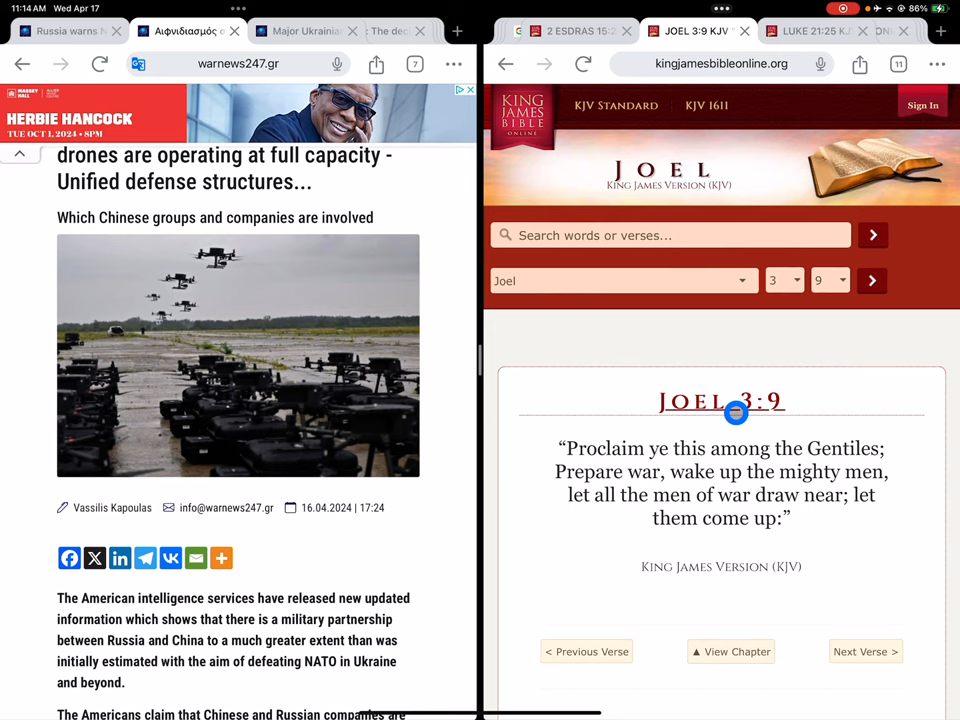 11:14 AM Wed Apr 17
86%
Russia warns N
Αιφνιδιασμός ο
Major Ukrainia
: The dec
warnews247.gr
7
MASSEY
HALL
HERBIE HANCOCK
TUE OCT 1, 2024 • 8PM
drones are operating at full capacity -
Unified defense structures...
Which Chinese groups and companies are involved
Vassilis Kapoulas info@warnews247.gr 16.04.2024 | 17:24
The American intelligence services have released new updated
information which shows that there is a military partnership
between Russia and China to a much greater extent than was
initially estimated with the aim of defeating NATO in Ukraine
and beyond.
The Americans claim that Chinese and Russian companies are
2 ESDRAS 15:2
JOEL 3:9 KJV
LUKE 21:25 KJ
kingjamesbibleonline.org
11
KING
JAMES
BIBLE
ONLINE
KJV STANDARD KJV 1611
Sign In
JOEL
KING JAMES VERSION (KJV)
Search words or verses...
Joel 3 9
JOEL 3:9
“Proclaim ye this among the Gentiles;
Prepare war, wake up the mighty men,
let all the men of war draw near; let
them come up:”
KING JAMES VERSION (KJV)
< Previous Verse ▲ View Chapter Next Verse >